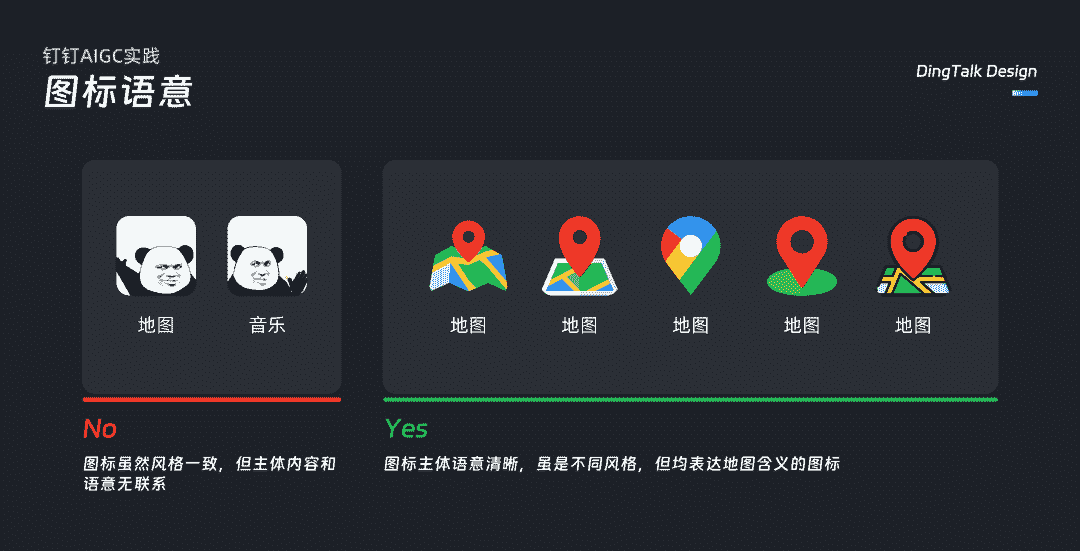 钉钉AIGC实践
图标语意
DingTalk Design
地图
音乐
地图
地图
地图
地图
地图
No
图标虽然风格一致，但主体内容和
语意无联系
Yes
图标主体语意清晰，虽是不同风格，但均表达地图含义的图标